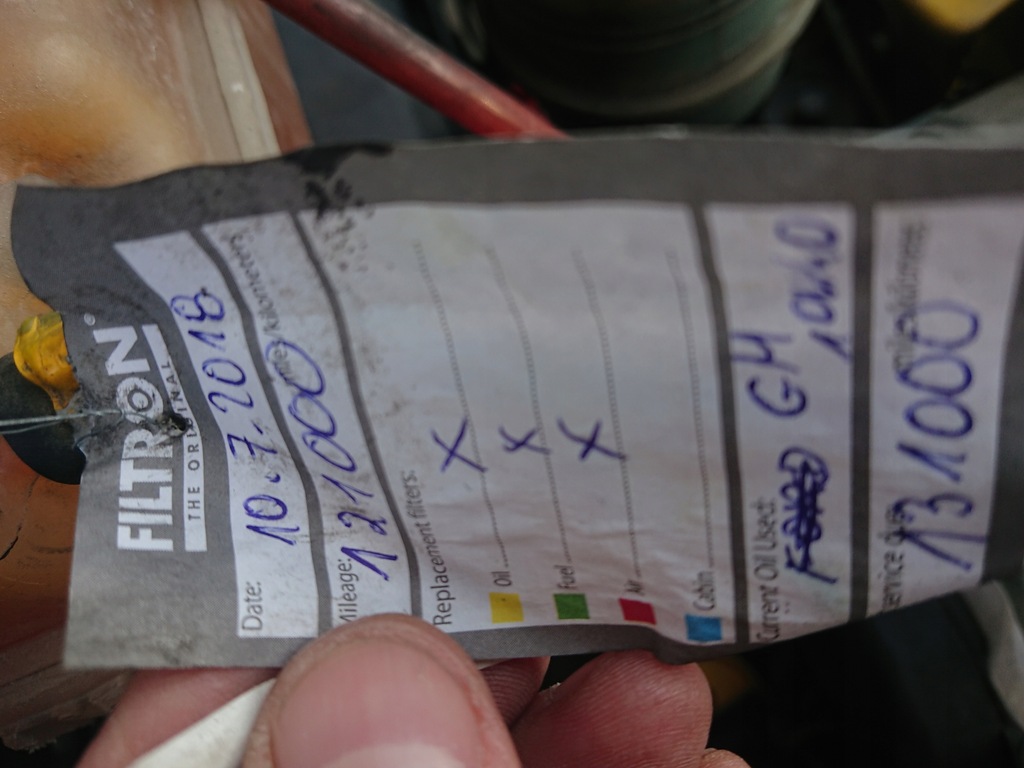 FILTRON®
THE ORIGINAL
Date: 10.7.2018
Mileage: 121000
Replacement filters:
Oil X
Fuel X
Air X
Cabin
Current Oil Used: GM
10W40
Service due: 131000